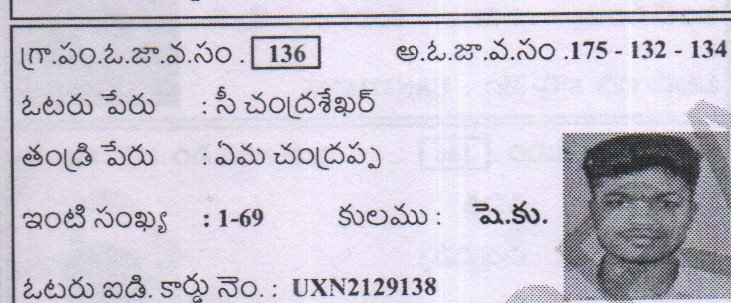 గ్రా.పం.ఓ.జా.వ.సం . 136 అ.ఓ.జా.వ.సం .175 - 132 - 134
ఓటరు పేరు : సీ చంద్రశేఖర్
తండ్రి పేరు : ఏమ చంద్రప్ప
ఇంటి సంఖ్య : 1-69 కులము : షె.కు.
ఓటరు ఐడి. కార్డు నెం. : UXN2129138